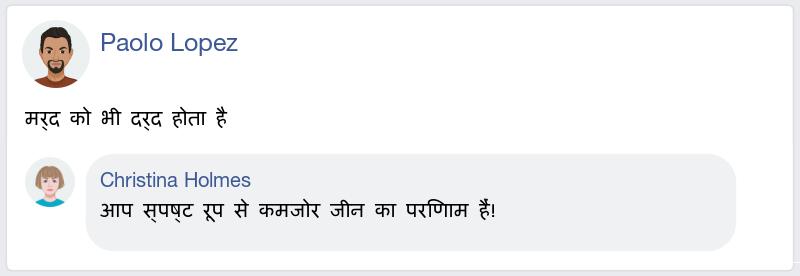 Paolo Lopez
मर्द को भी दर्द होता है
Christina Holmes
आप स्पष्ट रूप से कमजोर जीन का परिणाम हैं!